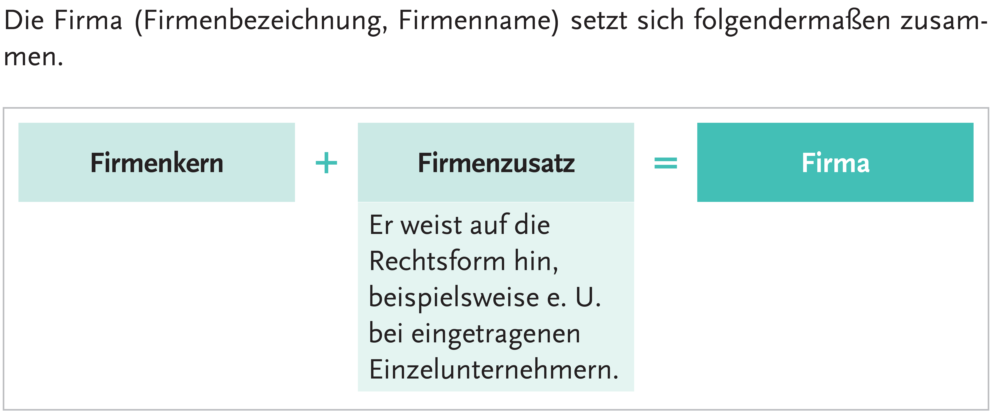 Die Firma (Firmenbezeichnung, Firmenname) setzt sich folgendermaßen zusam-
men.
Firmenkern + Firmenzusatz = Firma
Er weist auf die
Rechtsform hin,
beispielsweise e. U.
bei eingetragenen
Einzelunternehmern.